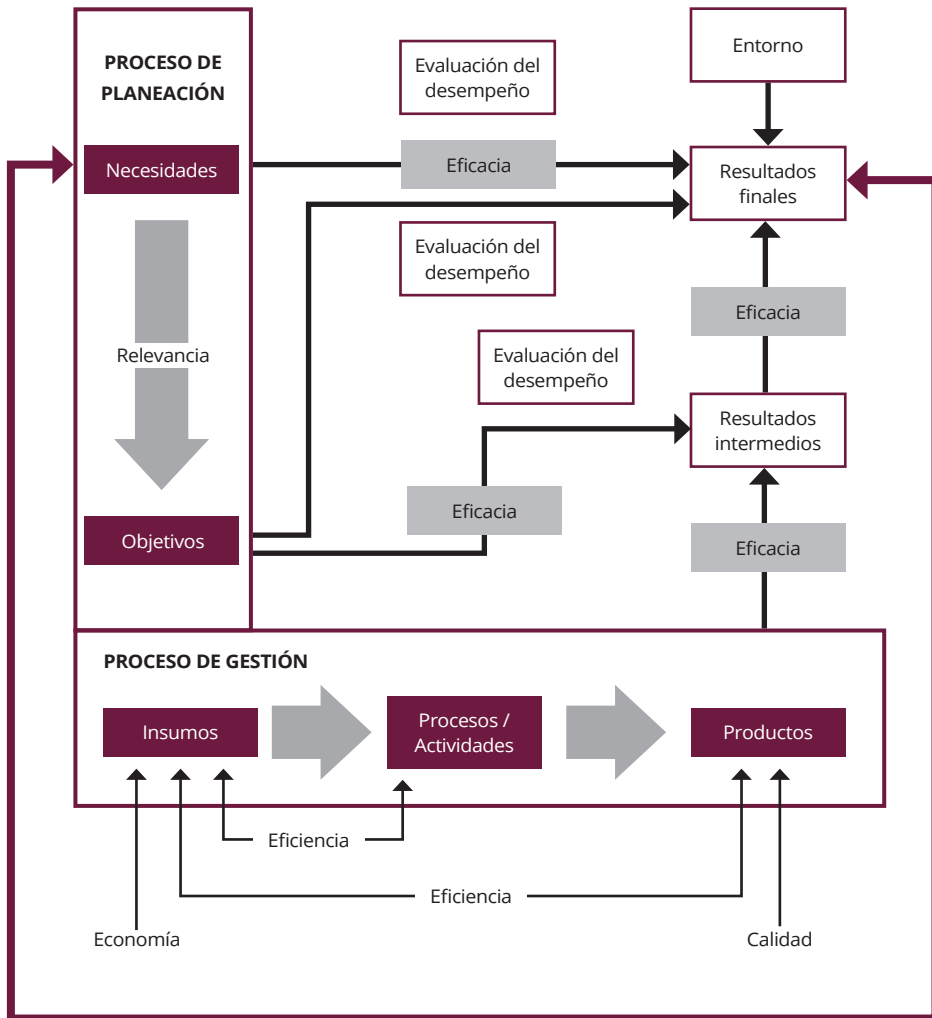 PROCESO DE
PLANEACIÓN
Necesidades
Relevancia
Objetivos
Evaluación del
desempeño
Eficacia
Evaluación del
desempeño
Evaluación del
desempeño
Eficacia
Entorno
Resultados
finales
Eficacia
Resultados
intermedios
Eficacia
PROCESO DE GESTIÓN
Insumos
Procesos /
Actividades
Productos
Eficiencia
Eficiencia
Economía
Calidad